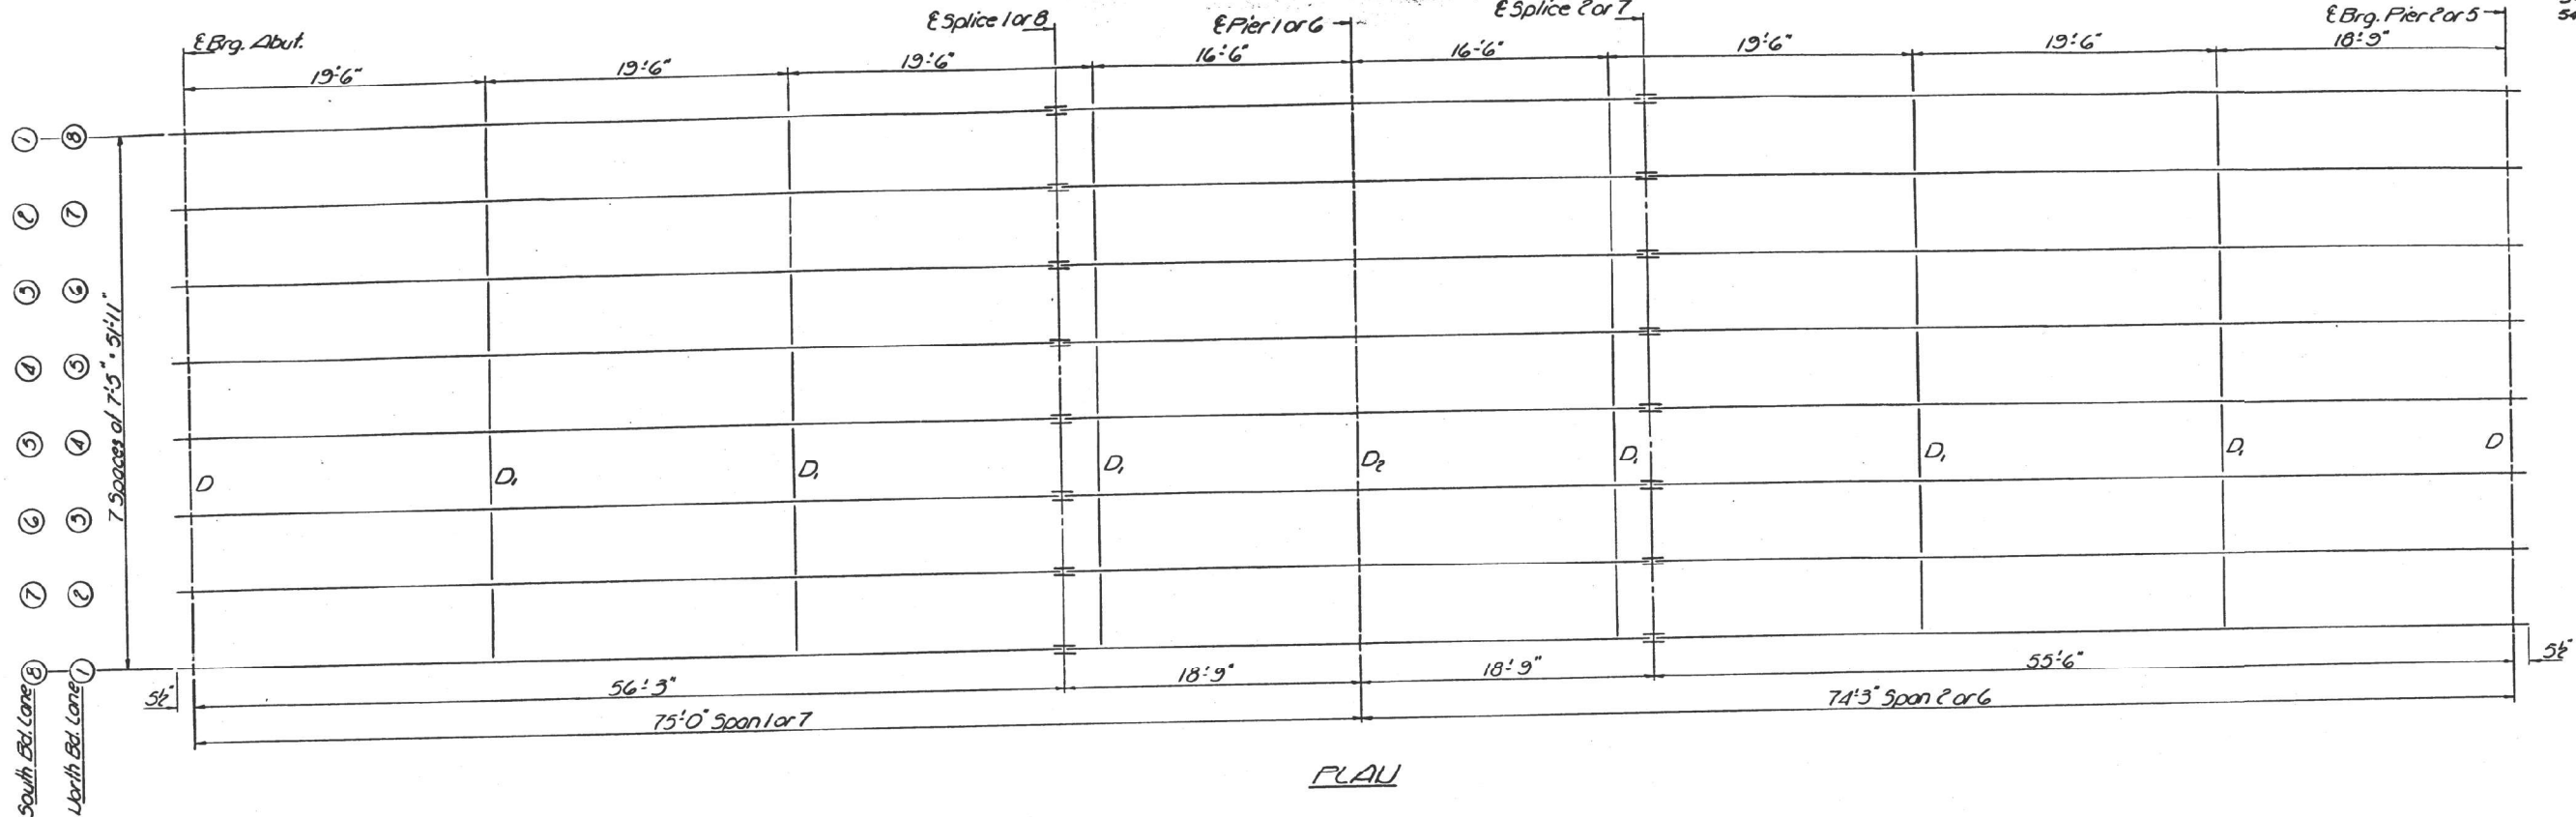 ℄ Brg. Abut.
℄ Splice 1 or 8
℄ Pier 1 or 6
℄ Splice 2 or 7
℄ Brg. Pier 2 or 5
19'-6"
19'-6"
19'-6"
16'-6"
16'-6"
19'-6"
19'-6"
18'-9"
1 8
2 7
3 6
4 5
5 4
6 3
7 2
8 1
7 Spaces at 7'-5" = 51'-11"
South Bd. Lane
North Bd. Lane
D
D1
D1
D1
D2
D1
D1
D1
D
5½"
56'-3"
18'-9"
18'-9"
55'-6"
5½"
75'-0" Span 1 or 7
74'-3" Span 2 or 6
PLAN